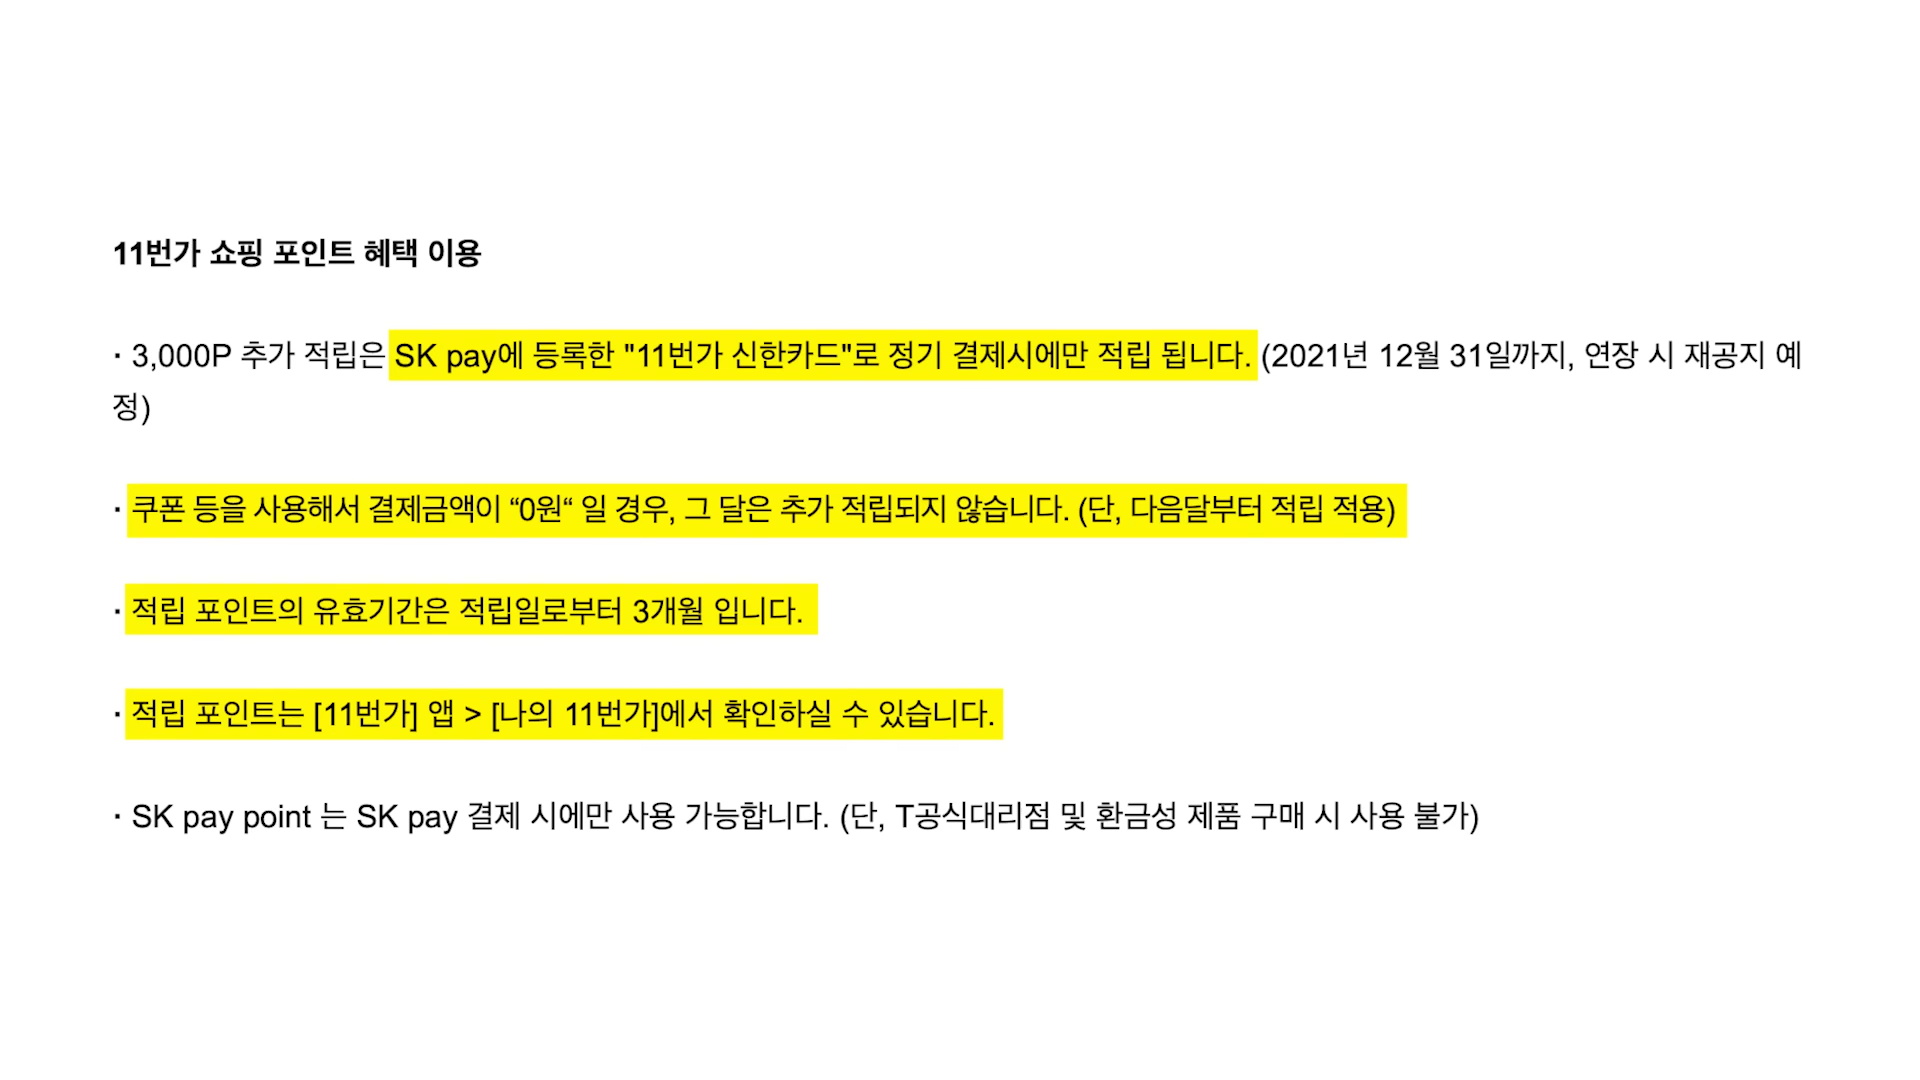 11번가 쇼핑 포인트 혜택 이용
· 3,000P 추가 적립은 SK pay에 등록한 "11번가 신한카드"로 정기 결제시에만 적립 됩니다. (2021년 12월 31일까지, 연장 시 재공지 예
정)
· 쿠폰 등을 사용해서 결제금액이 “0원“ 일 경우, 그 달은 추가 적립되지 않습니다. (단, 다음달부터 적립 적용)
· 적립 포인트의 유효기간은 적립일로부터 3개월 입니다.
· 적립 포인트는 [11번가] 앱 > [나의 11번가]에서 확인하실 수 있습니다.
· SK pay point 는 SK pay 결제 시에만 사용 가능합니다. (단, T공식대리점 및 환금성 제품 구매 시 사용 불가)